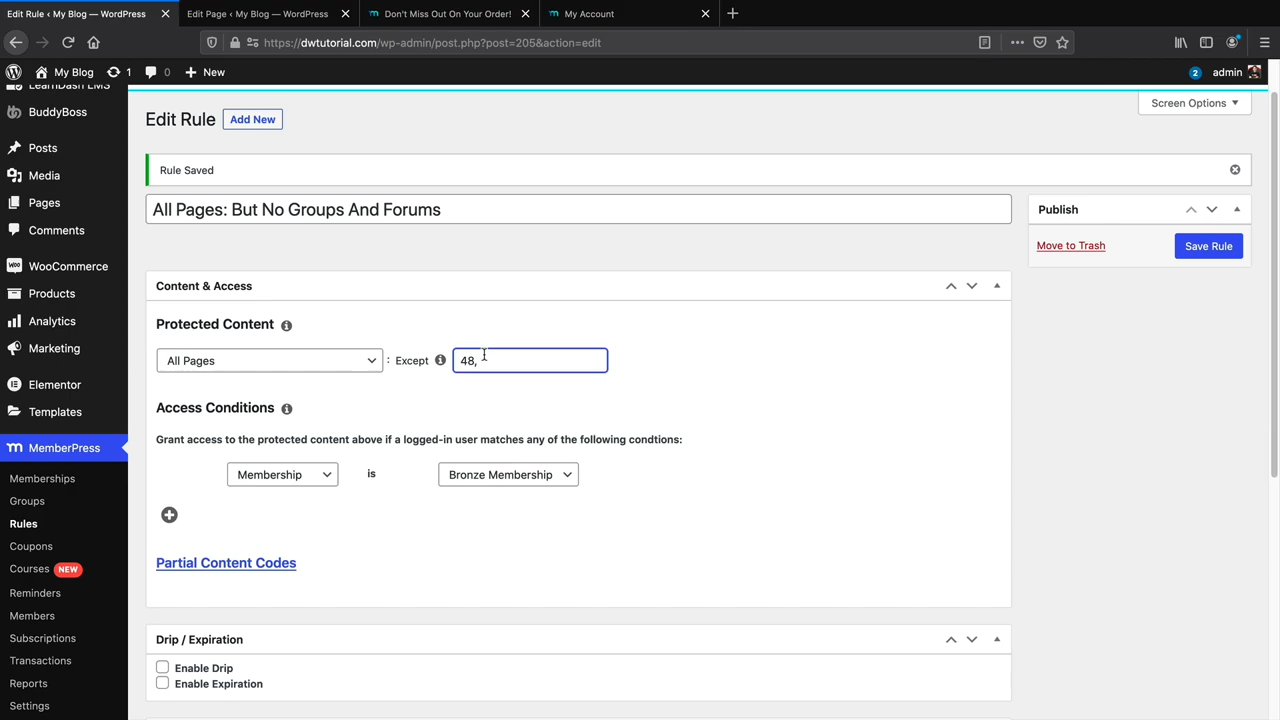 Edit Rule ‹ My Blog — WordPress
Edit Page ‹ My Blog — WordPress
Don't Miss Out On Your Order!
My Account
https://dwtutorial.com/wp-admin/post.php?post=205&action=edit
My Blog 1 0 New
2 admin
LearnDash LMS
BuddyBoss
Posts
Media
Pages
Comments
WooCommerce
Products
Analytics
Marketing
Elementor
Templates
MemberPress
Memberships
Groups
Rules
Coupons
Courses NEW
Reminders
Members
Subscriptions
Transactions
Reports
Settings
Screen Options
Edit Rule Add New
Rule Saved
All Pages: But No Groups And Forums
Publish
Move to Trash Save Rule
Content & Access
Protected Content
All Pages : Except 48,
Access Conditions
Grant access to the protected content above if a logged-in user matches any of the following condtions:
Membership is Bronze Membership
Partial Content Codes
Drip / Expiration
Enable Drip
Enable Expiration